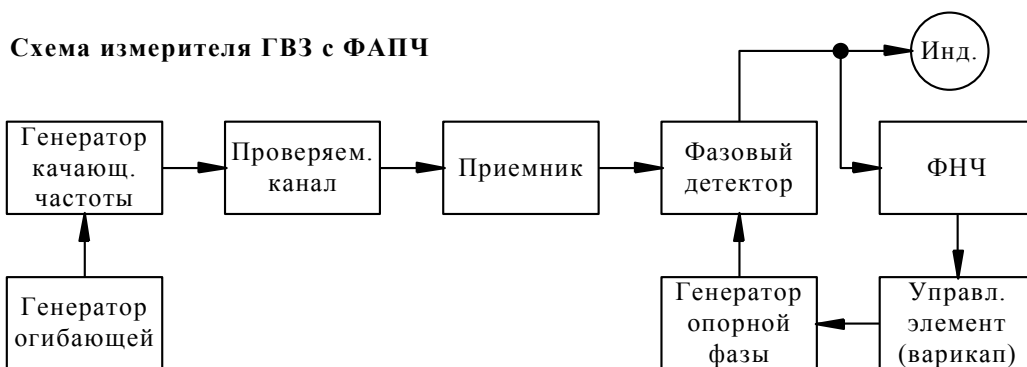 Схема измерителя ГВЗ с ФАПЧ
Инд.
Генератор
качающ.
частоты
Проверяем.
канал
Приемник
Фазовый
детектор
ФНЧ
Генератор
огибающей
Генератор
опорной
фазы
Управл.
элемент
(варикап)